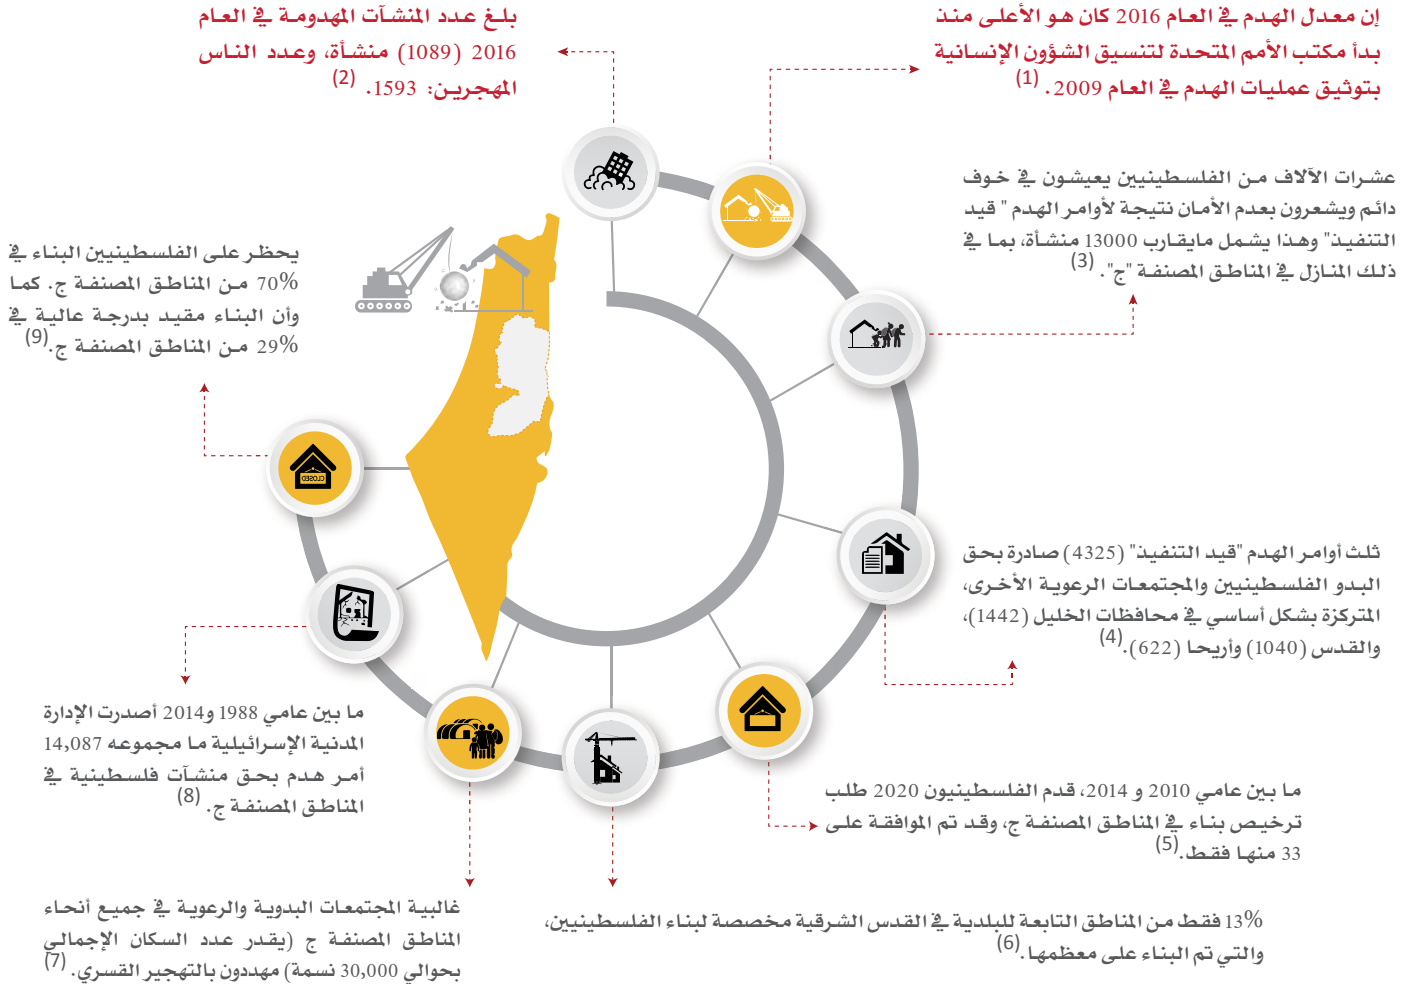 إن معدل الهدم في العام 2016 كان هو الأعلى منذ
بدأ مكتب الأمم المتحدة لتنسيق الشؤون الإنسانية
بتوثيق عمليات الهدم في العام 2009. (1)
بلغ عدد المنشآت المهدومة في العام
2016 (1089) منشأة، وعدد الناس
المهجرين: 1593. (2)
عشرات الآلاف من الفلسطينيين يعيشون في خوف
دائم ويشعرون بعدم الأمان نتيجة لأوامر الهدم " قيد
التنفيذ" وهذا يشمل مايقارب 13000 منشأة، بما في
ذلك المنازل في المناطق المصنفة "ج". (3)
ثلث أوامر الهدم "قيد التنفيذ" (4325) صادرة بحق
البدو الفلسطينيين والمجتمعات الرعوية الأخرى،
المتركزة بشكل أساسي في محافظات الخليل (1442)،
والقدس (1040) وأريحا (622). (4)
ما بين عامي 2010 و 2014، قدم الفلسطينيون 2020 طلب
ترخيص بناء في المناطق المصنفة ج، وقد تم الموافقة على
33 منها فقط. (5)
13% فقط من المناطق التابعة للبلدية في القدس الشرقية مخصصة لبناء الفلسطينيين،
والتي تم البناء على معظمها. (6)
غالبية المجتمعات البدوية والرعوية في جميع أنحاء
المناطق المصنفة ج (يقدر عدد السكان الإجمالي
بحوالي 30,000 نسمة) مهددون بالتهجير القسري. (7)
ما بين عامي 1988 و2014 أصدرت الإدارة
المدنية الإسرائيلية ما مجموعه 14,087
أمر هدم بحق منشآت فلسطينية في
المناطق المصنفة ج. (8)
يحظر على الفلسطينيين البناء في
70% من المناطق المصنفة ج. كما
وأن البناء مقيد بدرجة عالية في
29% من المناطق المصنفة ج. (9)
CLOSED